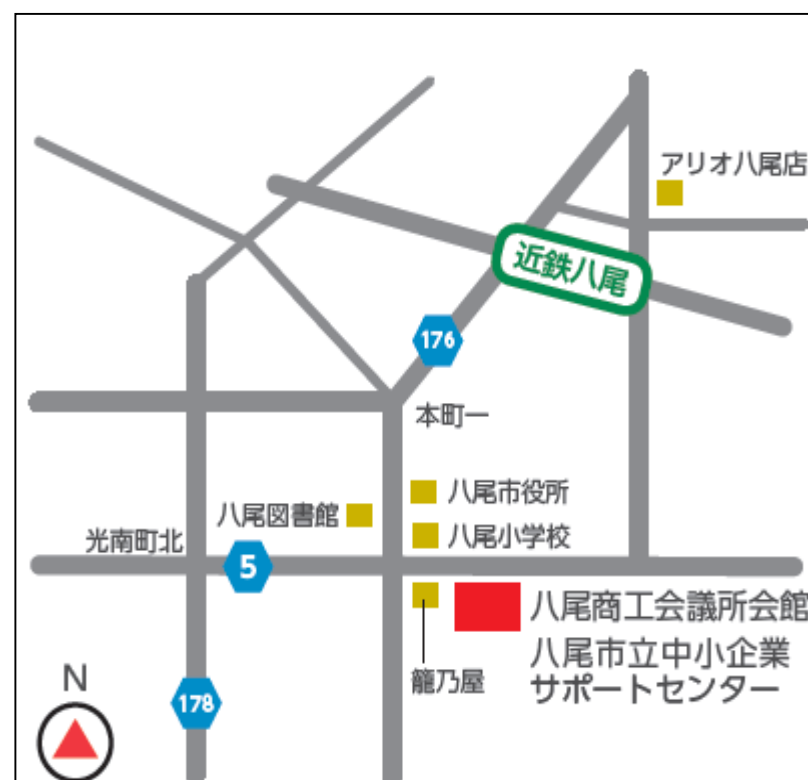 アリオ八尾店
近鉄八尾
176
本町一
八尾市役所
八尾図書館
八尾小学校
光南町北
5
八尾商工会議所会館
八尾市立中小企業
サポートセンター
籠乃屋
178
N